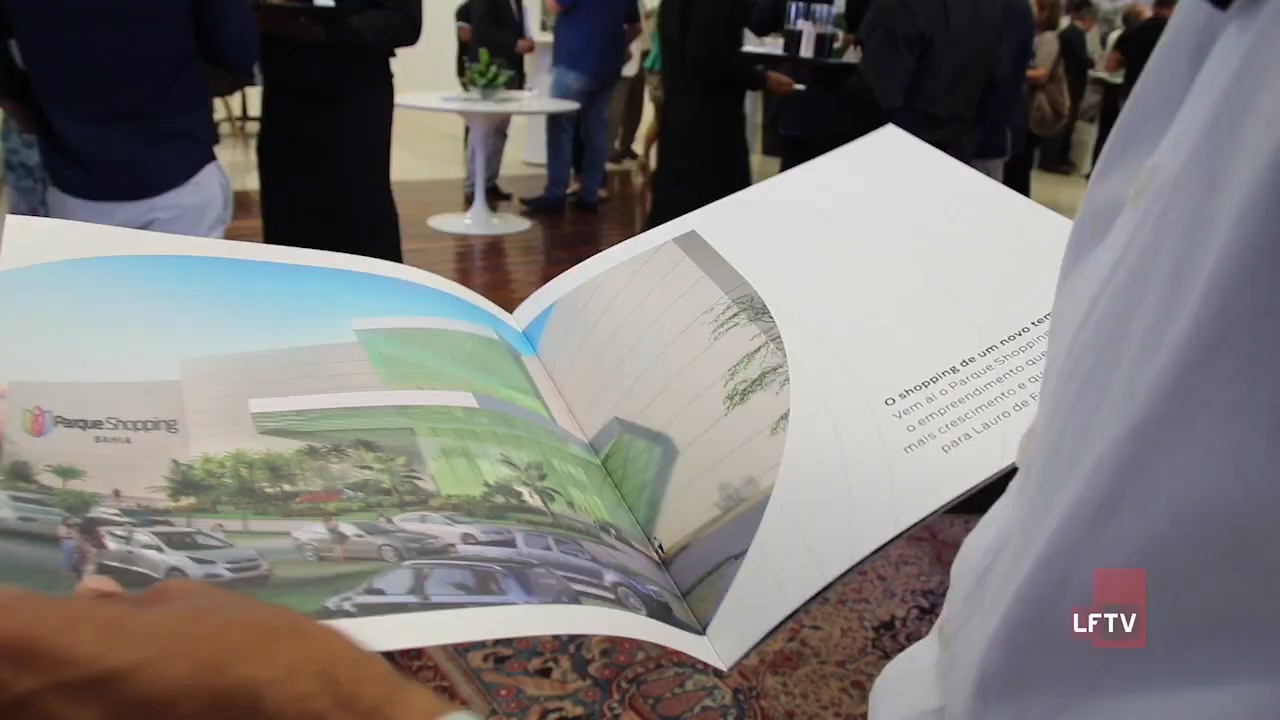 Parque Shopping
BAHIA
O shopping de um novo
Vem aí o Parque Shopping
o empreendimento que
mais crescimento e
para Lauro de
LFTV